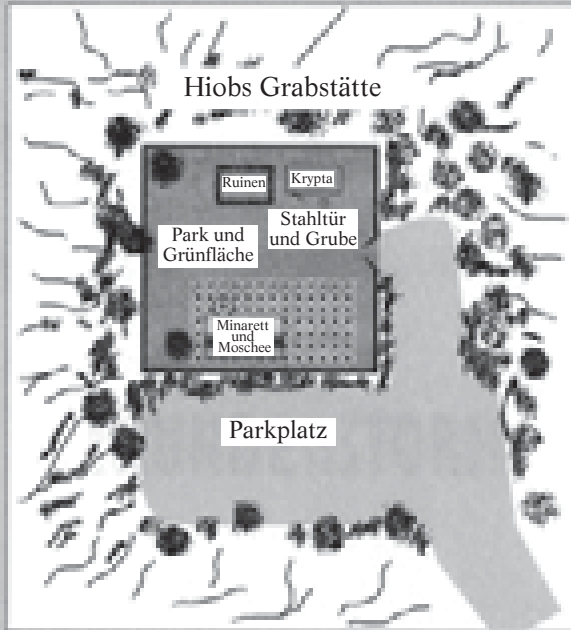 Hiobs Grabstätte
Ruinen
Krypta
Stahltür
und Grube
Park und
Grünfläche
Minarett
und
Moschee
Parkplatz